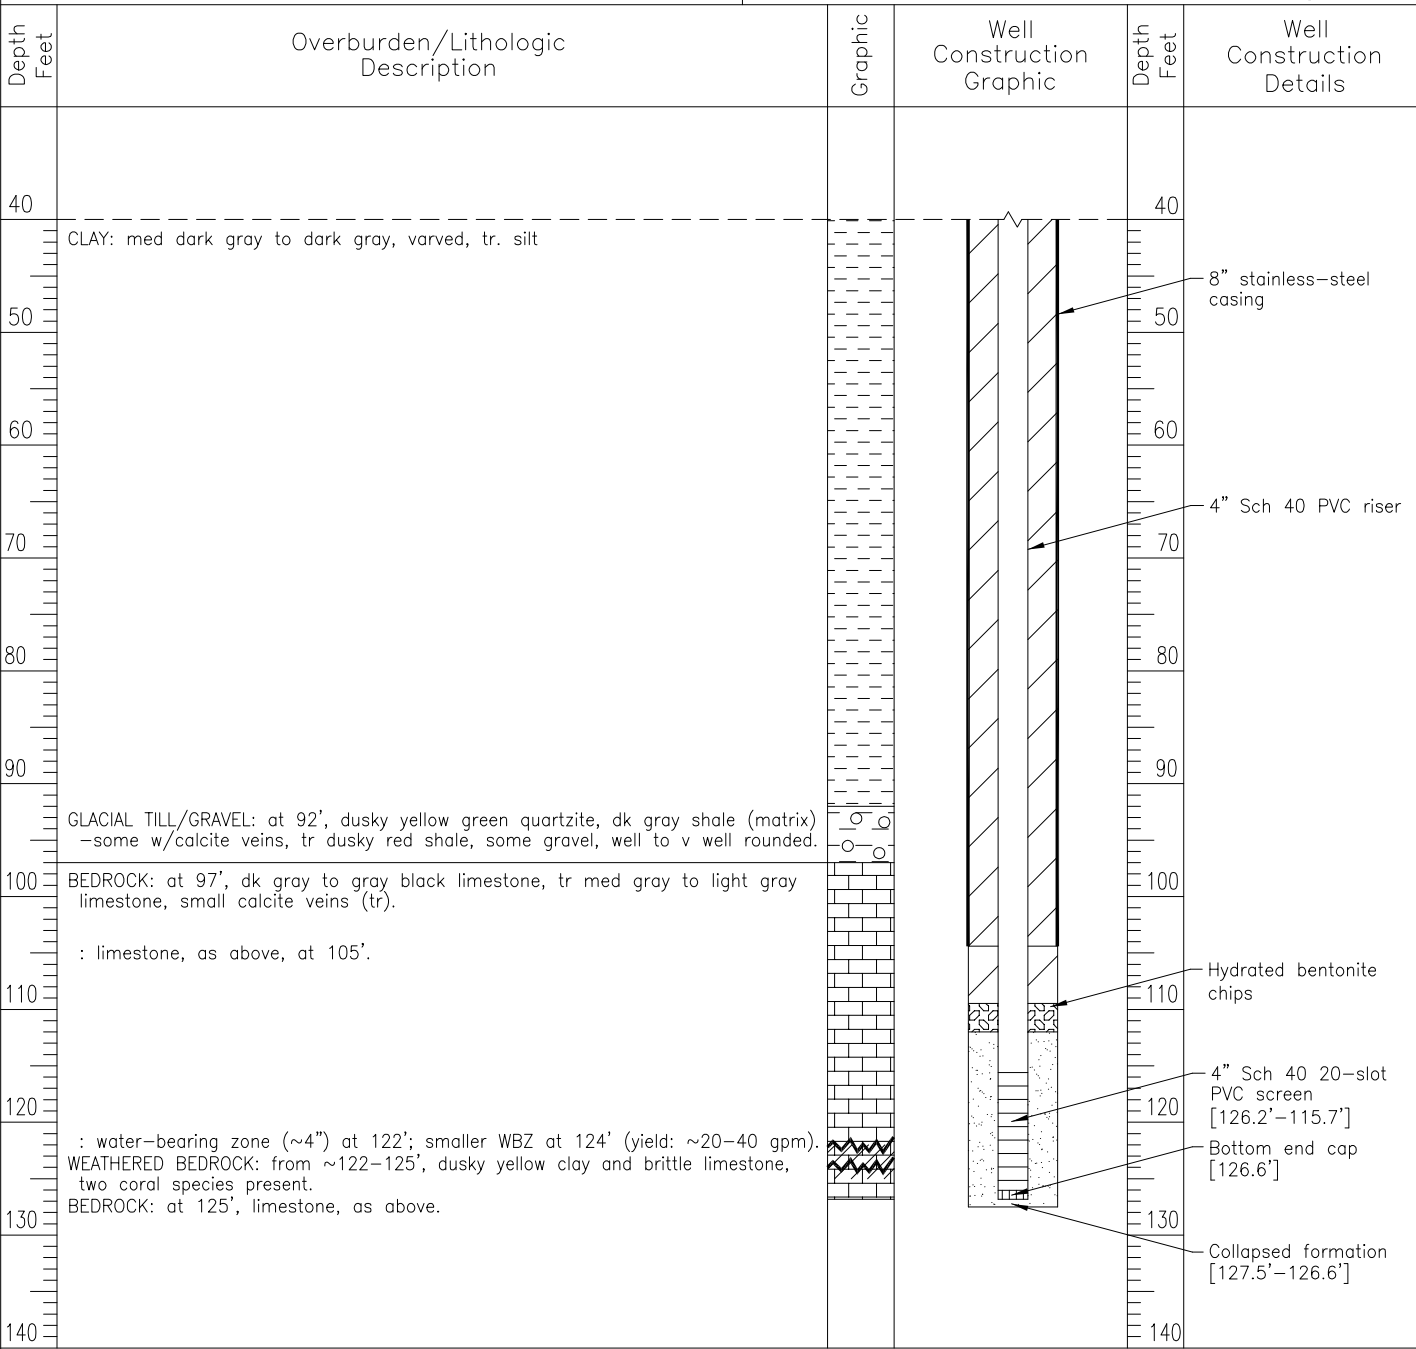 Depth
Feet
Overburden/Lithologic
Description
Graphic
Well
Construction
Graphic
Depth
Feet
Well
Construction
Details
40
50
60
70
80
90
100
110
120
130
140
CLAY: med dark gray to dark gray, varved, tr. silt
GLACIAL TILL/GRAVEL: at 92', dusky yellow green quartzite, dk gray shale (matrix)
-some w/calcite veins, tr dusky red shale, some gravel, well to v well rounded.
BEDROCK: at 97', dk gray to gray black limestone, tr med gray to light gray
limestone, small calcite veins (tr).
: limestone, as above, at 105'.
: water-bearing zone (~4") at 122'; smaller WBZ at 124' (yield: ~20-40 gpm).
WEATHERED BEDROCK: from ~122-125', dusky yellow clay and brittle limestone,
two coral species present.
BEDROCK: at 125', limestone, as above.
40
50
60
70
80
90
100
110
120
130
140
8" stainless-steel
casing
4" Sch 40 PVC riser
Hydrated bentonite
chips
4" Sch 40 20-slot
PVC screen
[126.2'-115.7']
Bottom end cap
[126.6']
Collapsed formation
[127.5'-126.6']